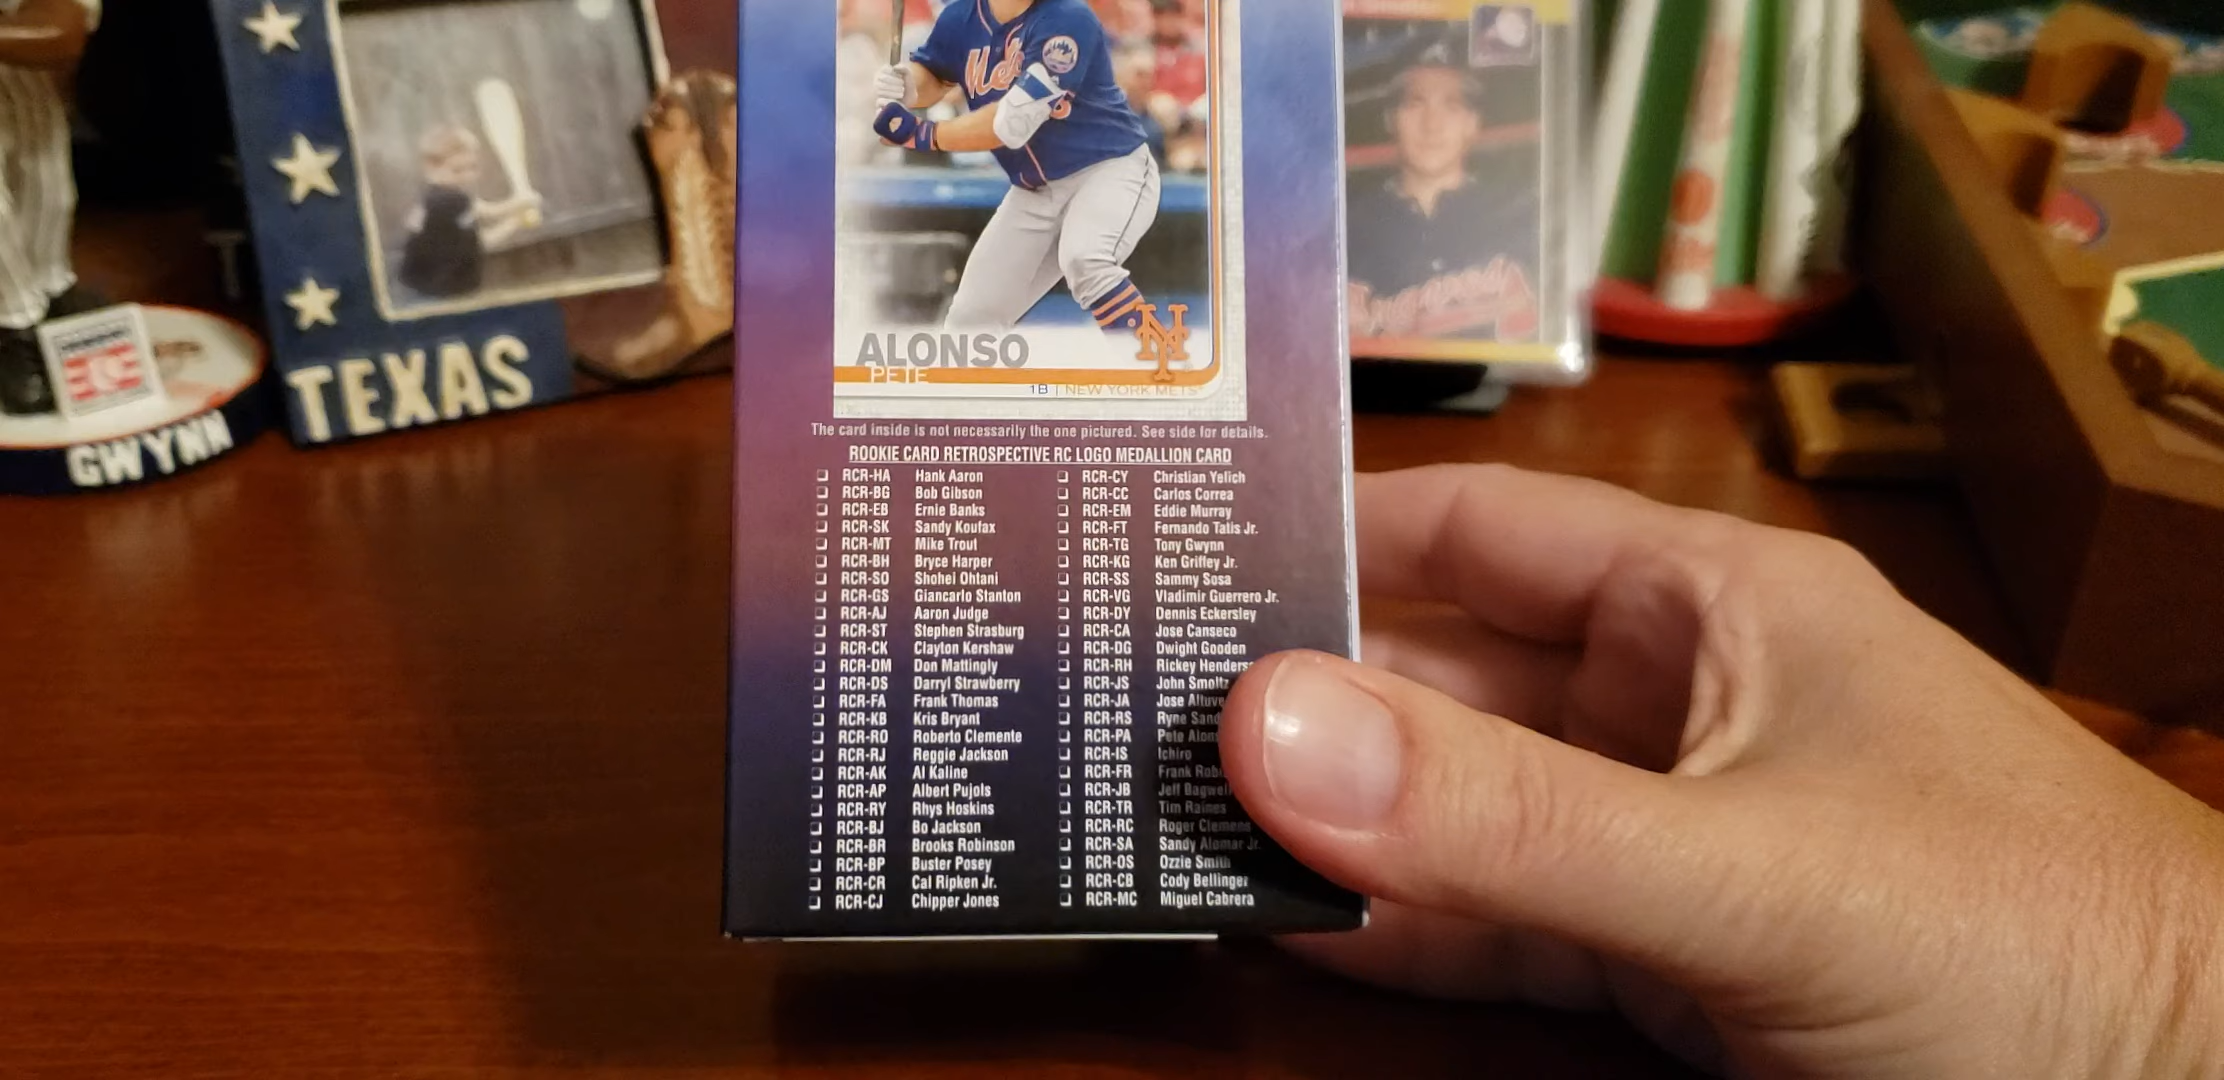 Mets
ALONSO
PETE
1B | NEW YORK METS
The card inside is not necessarily the one pictured. See side for details.
ROOKIE CARD RETROSPECTIVE RC LOGO MEDALLION CARD
RCR-HA Hank Aaron RCR-CY Christian Yelich
RCR-BG Bob Gibson RCR-CC Carlos Correa
RCR-EB Ernie Banks RCR-EM Eddie Murray
RCR-SK Sandy Koufax RCR-FT Fernando Tatis Jr.
RCR-MT Mike Trout RCR-TG Tony Gwynn
RCR-BH Bryce Harper RCR-KG Ken Griffey Jr.
RCR-SO Shohei Ohtani RCR-SS Sammy Sosa
RCR-GS Giancarlo Stanton RCR-VG Vladimir Guerrero Jr.
RCR-AJ Aaron Judge RCR-DY Dennis Eckersley
RCR-ST Stephen Strasburg RCR-CA Jose Canseco
RCR-CK Clayton Kershaw RCR-DG Dwight Gooden
RCR-DM Don Mattingly RCR-RH Rickey
RCR-DS Darryl Strawberry RCR-JS John Smoltz
RCR-FA Frank Thomas RCR-JA Jose
RCR-KB Kris Bryant RCR-RS Ryne
RCR-RO Roberto Clemente RCR-PA Pete
RCR-RJ Reggie Jackson RCR-IS Ichiro
RCR-AK Al Kaline RCR-FR Frank
RCR-AP Albert Pujols RCR-JB Jeff
RCR-RY Rhys Hoskins RCR-TR Tim Raines
RCR-BJ Bo Jackson RCR-RC Roger Clemens
RCR-BR Brooks Robinson RCR-SA Sandy Alomar Jr.
RCR-BP Buster Posey RCR-OS Ozzie Smith
RCR-CR Cal Ripken Jr. RCR-CB Cody Bellinger
RCR-CJ Chipper Jones RCR-MC Miguel Cabrera
TEXAS
GWYNN